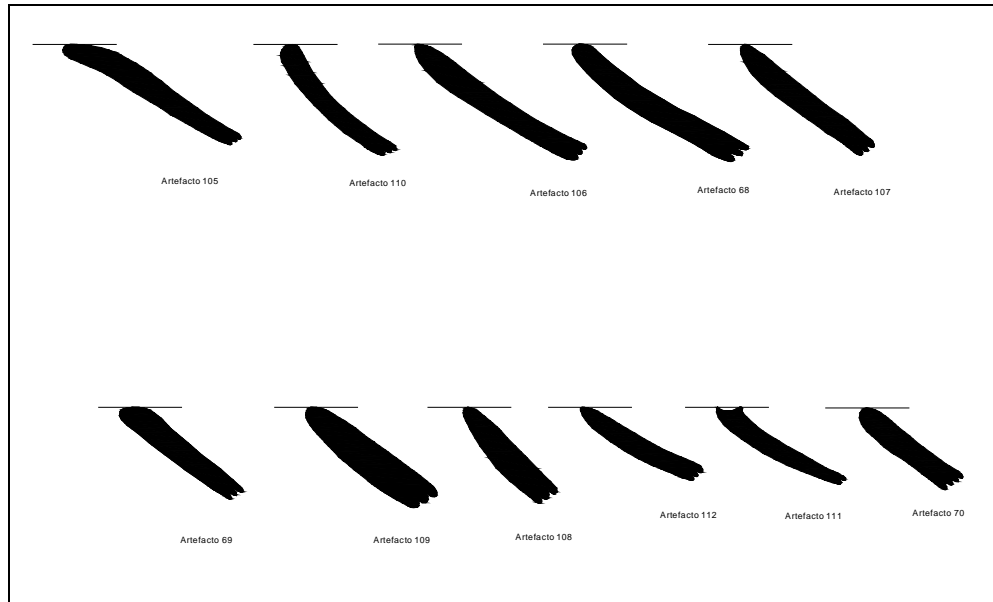 Artefacto 105
Artefacto 110
Artefacto 106
Artefacto 68
Artefacto 107
Artefacto 69
Artefacto 109
Artefacto 108
Artefacto 112
Artefacto 111
Artefacto 70